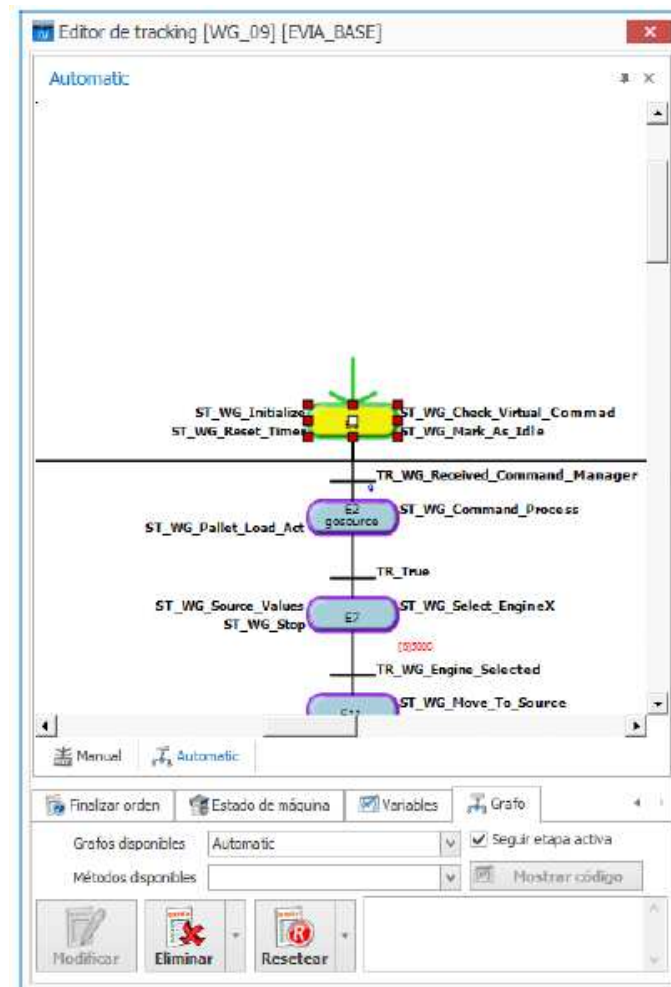 Editor de tracking [WG_09] [EVIA_BASE]
Automatic
ST_WG_Initialize
ST_WG_Check_Virtual_Commad
ST_WG_Reset_Timer
ST_WG_Mark_As_Idle
TR_WG_Received_Command_Manager
E2
gosource
ST_WG_Command_Process
ST_WG_Pallet_Load_Act
TR_True
ST_WG_Source_Values
E7
ST_WG_Select_EngineX
ST_WG_Stop
TR_WG_Engine_Selected
E11
ST_WG_Move_To_Source
Manual
Automatic
Finalizar orden
Estado de máquina
Variables
Grafo
Grafos disponibles
Automatic
Seguir etapa activa
Métodos disponibles
Mostrar código
Modificar
Eliminar
Resetear